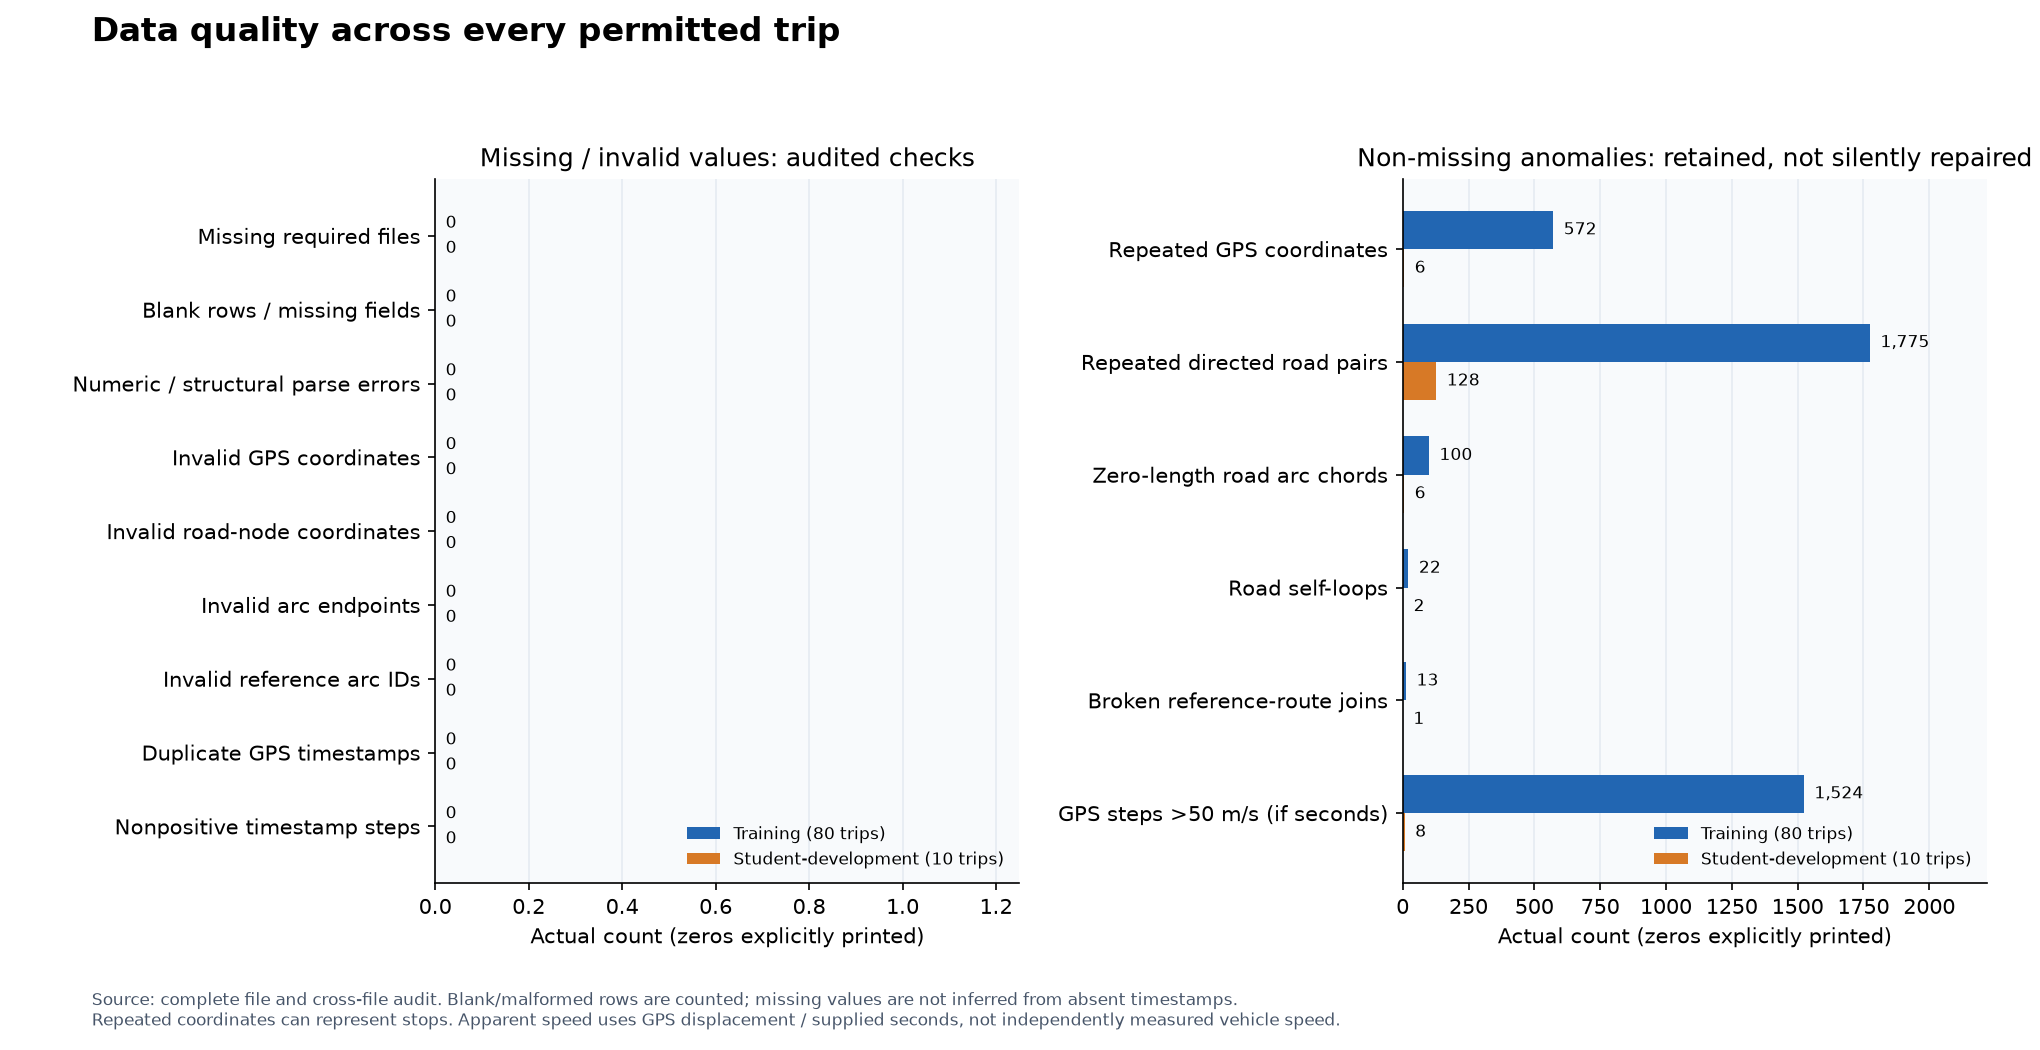 Data quality across every permitted trip
Missing / invalid values: audited checks
Missing required files
0
0
Blank rows / missing fields
0
0
Numeric / structural parse errors
0
0
Invalid GPS coordinates
0
0
Invalid road-node coordinates
0
0
Invalid arc endpoints
0
0
Invalid reference arc IDs
0
0
Duplicate GPS timestamps
0
0
Nonpositive timestamp steps
0
0
Training (80 trips)
Student-development (10 trips)
0.0 0.2 0.4 0.6 0.8 1.0 1.2
Actual count (zeros explicitly printed)
Non-missing anomalies: retained, not silently repaired
Repeated GPS coordinates
572
6
Repeated directed road pairs
1,775
128
Zero-length road arc chords
100
6
Road self-loops
22
2
Broken reference-route joins
13
1
GPS steps >50 m/s (if seconds)
1,524
8
Training (80 trips)
Student-development (10 trips)
0 250 500 750 1000 1250 1500 1750 2000
Actual count (zeros explicitly printed)
Source: complete file and cross-file audit. Blank/malformed rows are counted; missing values are not inferred from absent timestamps.
Repeated coordinates can represent stops. Apparent speed uses GPS displacement / supplied seconds, not independently measured vehicle speed.